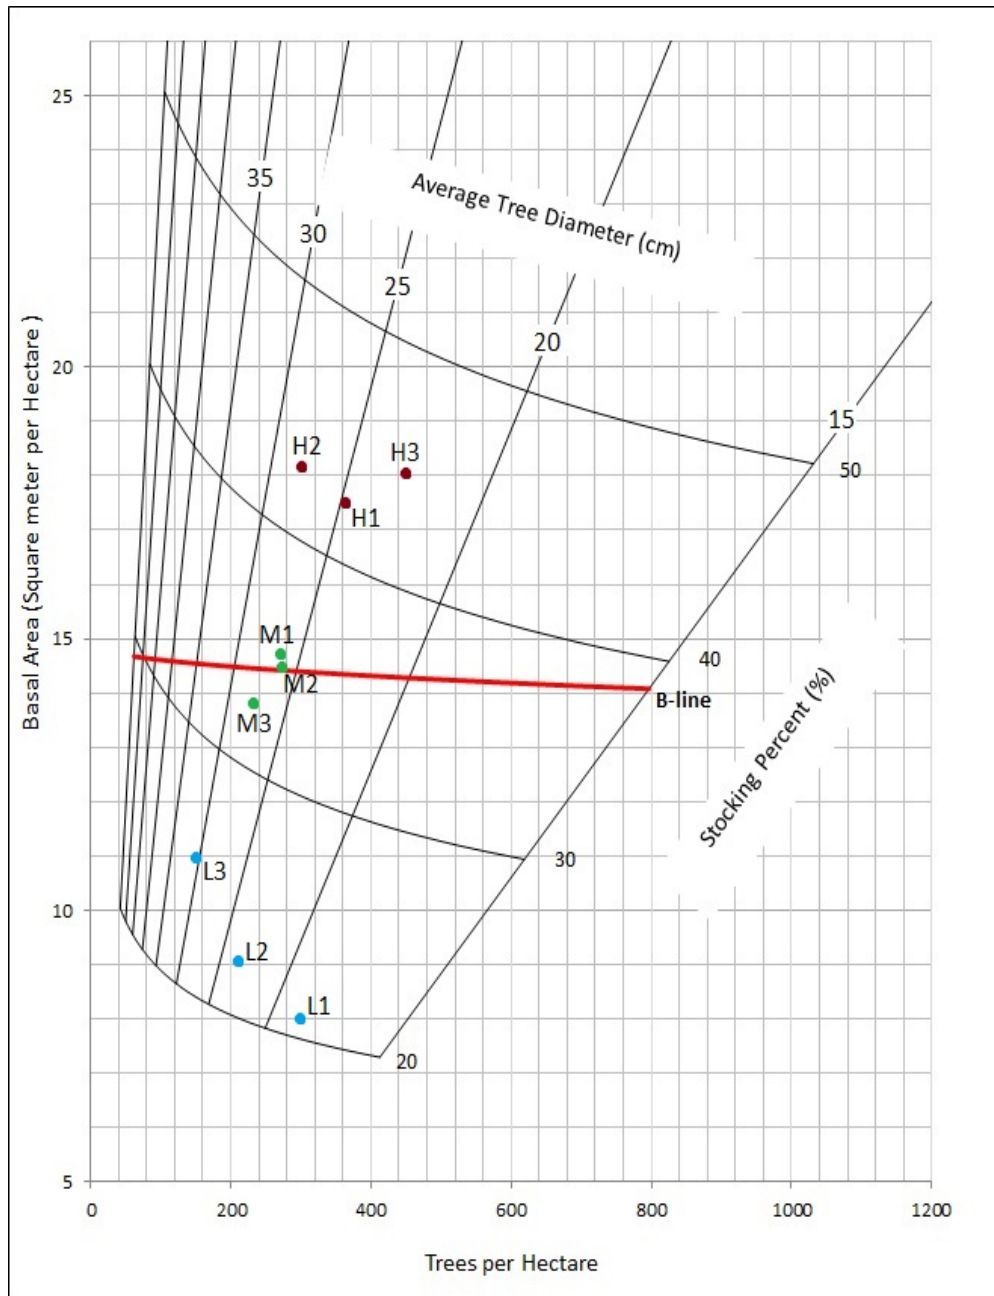 25
35
Average Tree Diameter (cm)
30
25
20
20
15
H2
H3
50
H1
Basal Area (Square meter per Hectare )
15
M1
40
M2
B-line
M3
Stocking Percent (%)
30
L3
10
L2
L1
20
5
0
200
400
600
800
1000
1200
Trees per Hectare